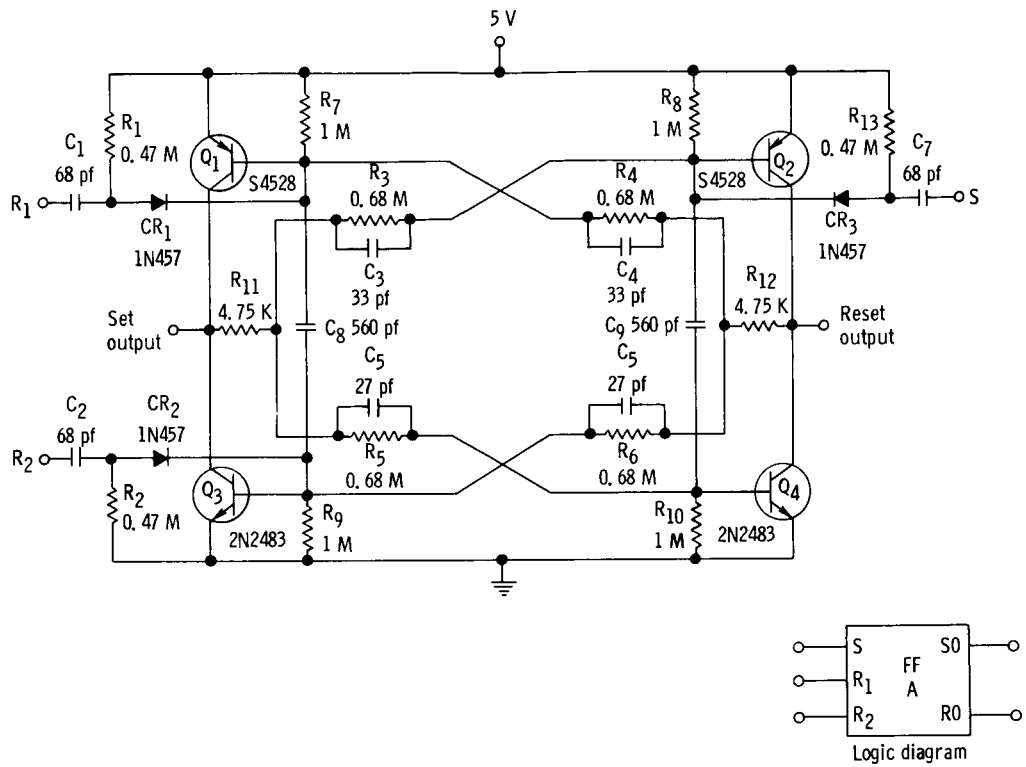 5 V
R1
0.47 M
C1
68 pf
R1
CR1
1N457
Q1
S4528
R7
1 M
R3
0.68 M
C3
33 pf
R8
1 M
R4
0.68 M
C4
33 pf
S4528
Q2
R13
0.47 M
C7
68 pf
S
CR3
1N457
Set
output
R11
4.75 K
C8 560 pf
C9 560 pf
R12
4.75 K
Reset
output
C5
27 pf
R5
0.68 M
C5
27 pf
R6
0.68 M
C2
68 pf
R2
CR2
1N457
R2
0.47 M
Q3
2N2483
R9
1 M
R10
1 M
Q4
2N2483
S
R1
R2
FF
A
S0
R0
Logic diagram